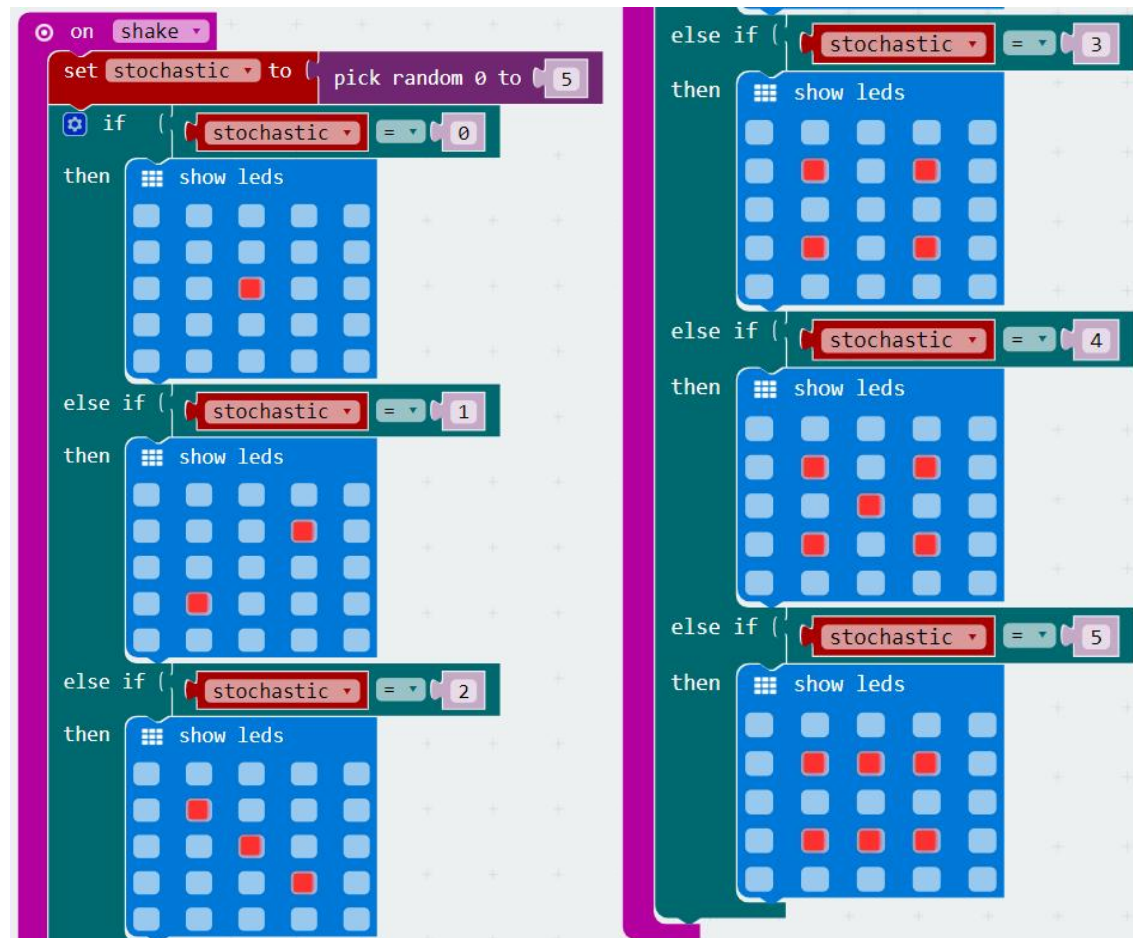 on shake
set stochastic to ( pick random 0 to 5
if ( stochastic = 0
then show leds
else if ( stochastic = 1
then show leds
else if ( stochastic = 2
then show leds
else if ( stochastic = 3
then show leds
else if ( stochastic = 4
then show leds
else if ( stochastic = 5
then show leds